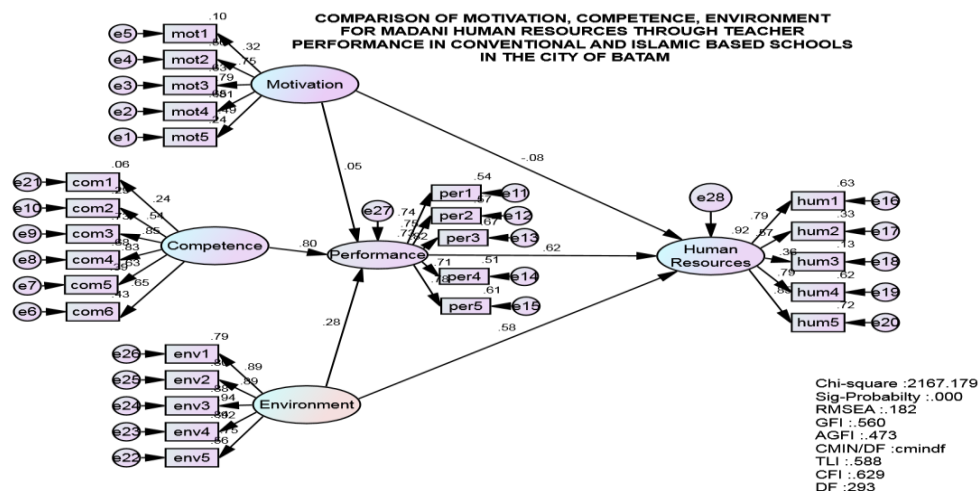 COMPARISON OF MOTIVATION, COMPETENCE, ENVIRONMENT
FOR MADANI HUMAN RESOURCES THROUGH TEACHER
PERFORMANCE IN CONVENTIONAL AND ISLAMIC BASED SCHOOLS
IN THE CITY OF BATAM
.10
e5 mot1
.32
e4 mot2
.75
e3 mot3
.79
e2 mot4
e1 mot5
.24
Motivation
-.08
.05
.06
e21 com1
.24
e10 com2
.54
e9 com3
.85
e8 com4
.83
e7 com5
.65
e6 com6
.43
Competence
.80
e27
Performance
.54
per1 e11
.74
per2 e12
.67
per3 e13
.62
.71 .51
per4 e14
.61
per5 e15
e28
Human
Resources
.92
.63
hum1 e16
.79
.33
hum2 e17
.57
.13
hum3 e18
.36
.62
hum4 e19
.79
.72
hum5 e20
.28
.58
.79
e26 env1
.89
e25 env2
.89
e24 env3
.94
e23 env4
e22 env5
.75
.56
Environment
Chi-square :2167.179
Sig-Probabilty :.000
RMSEA :.182
GFI :.560
AGFI :.473
CMIN/DF :cmindf
TLI :.588
CFI :.629
DF :293